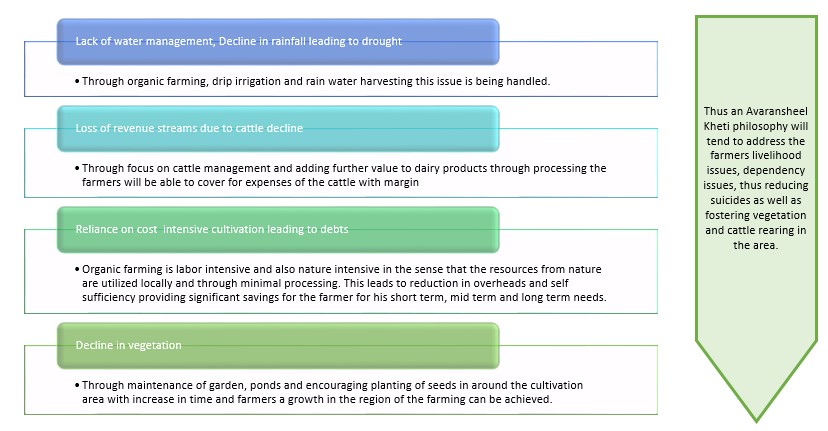 Lack of water management, Decline in rainfall leading to drought
• Through organic farming, drip irrigation and rain water harvesting this issue is being handled.
Loss of revenue streams due to cattle decline
• Through focus on cattle management and adding further value to dairy products through processing the
farmers will be able to cover for expenses of the cattle with margin
Reliance on cost intensive cultivation leading to debts
• Organic farming is labor intensive and also nature intensive in the sense that the resources from nature
are utilized locally and through minimal processing. This leads to reduction in overheads and self
sufficiency providing significant savings for the farmer for his short term, mid term and long term needs.
Decline in vegetation
• Through maintenance of garden, ponds and encouraging planting of seeds in around the cultivation
area with increase in time and farmers a growth in the region of the farming can be achieved.
Thus an Avaransheel
Kheti philosophy will
tend to address the
farmers livelihood
issues, dependency
issues, thus reducing
suicides as well as
fostering vegetation
and cattle rearing in
the area.